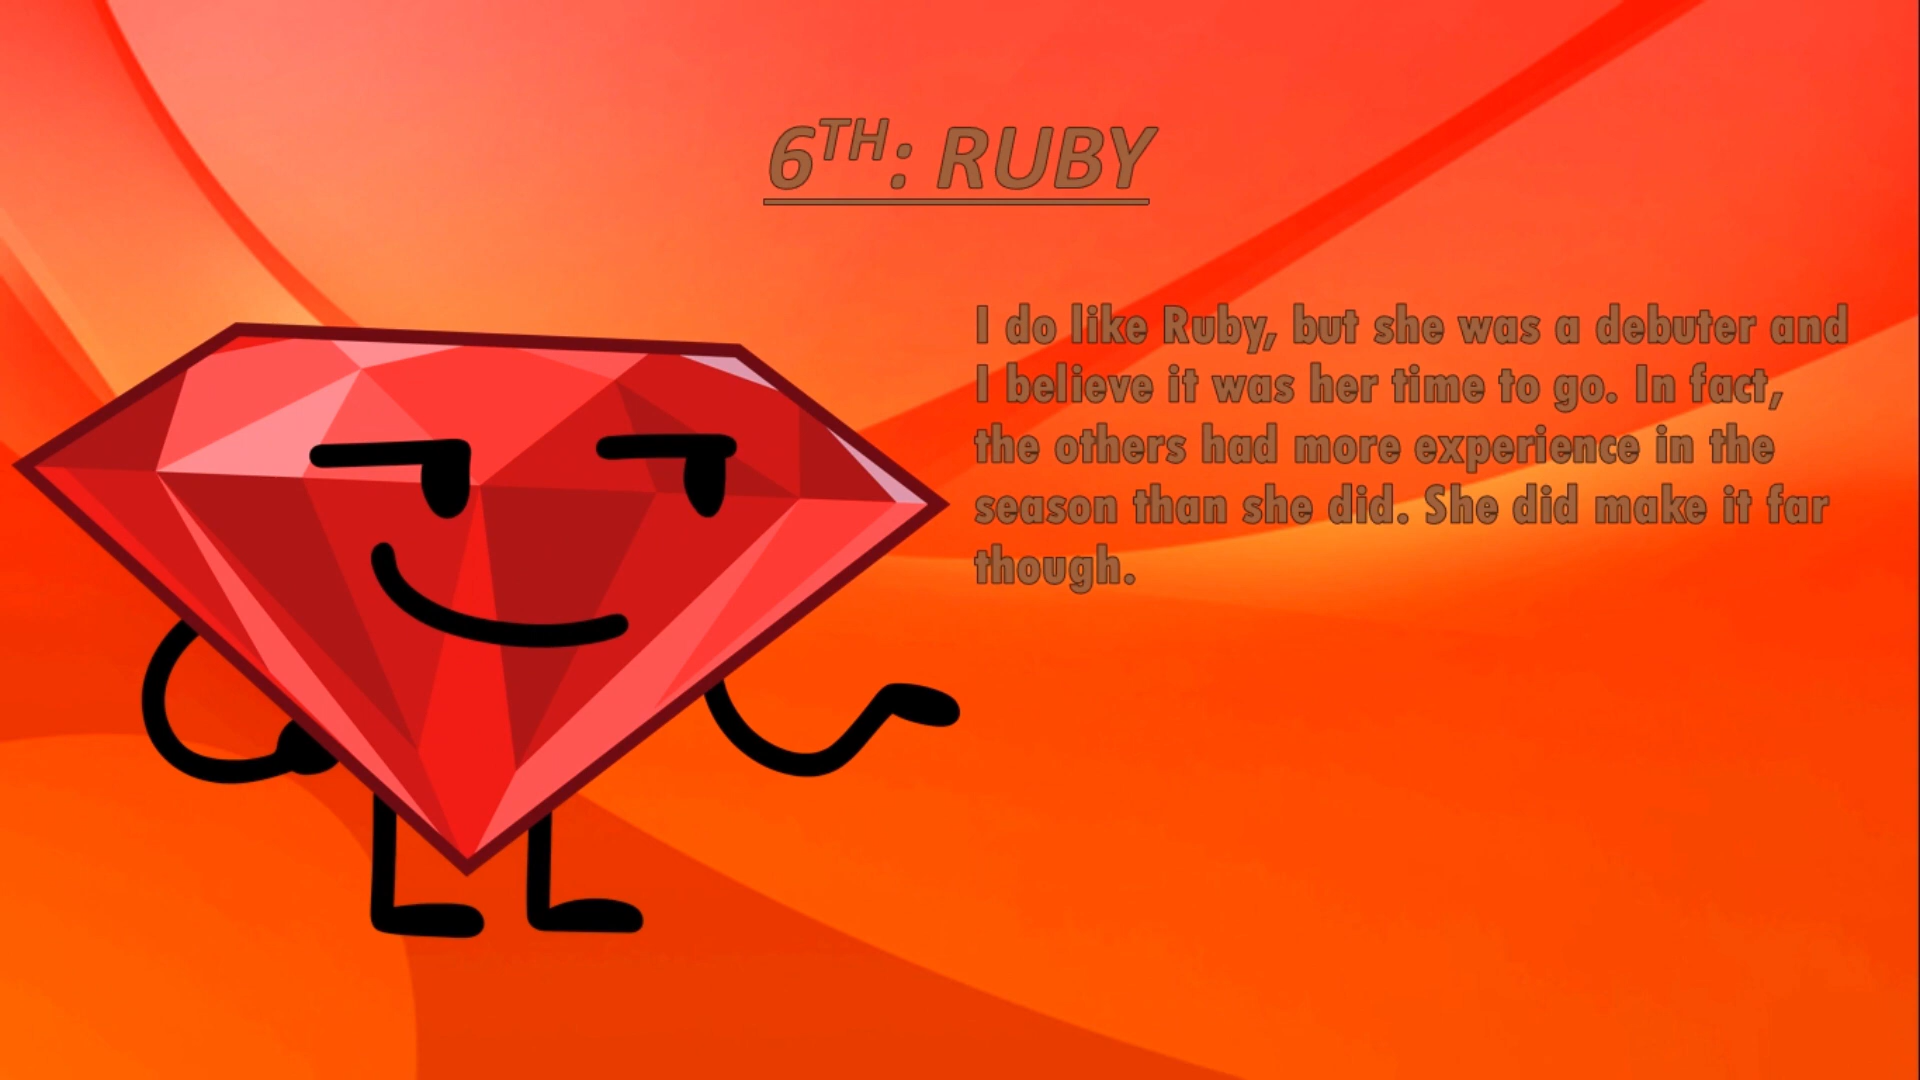 6TH: RUBY
I do like Ruby, but she was a debuter and
I believe it was her time to go. In fact,
the others had more experience in the
season than she did. She did make it far
though.